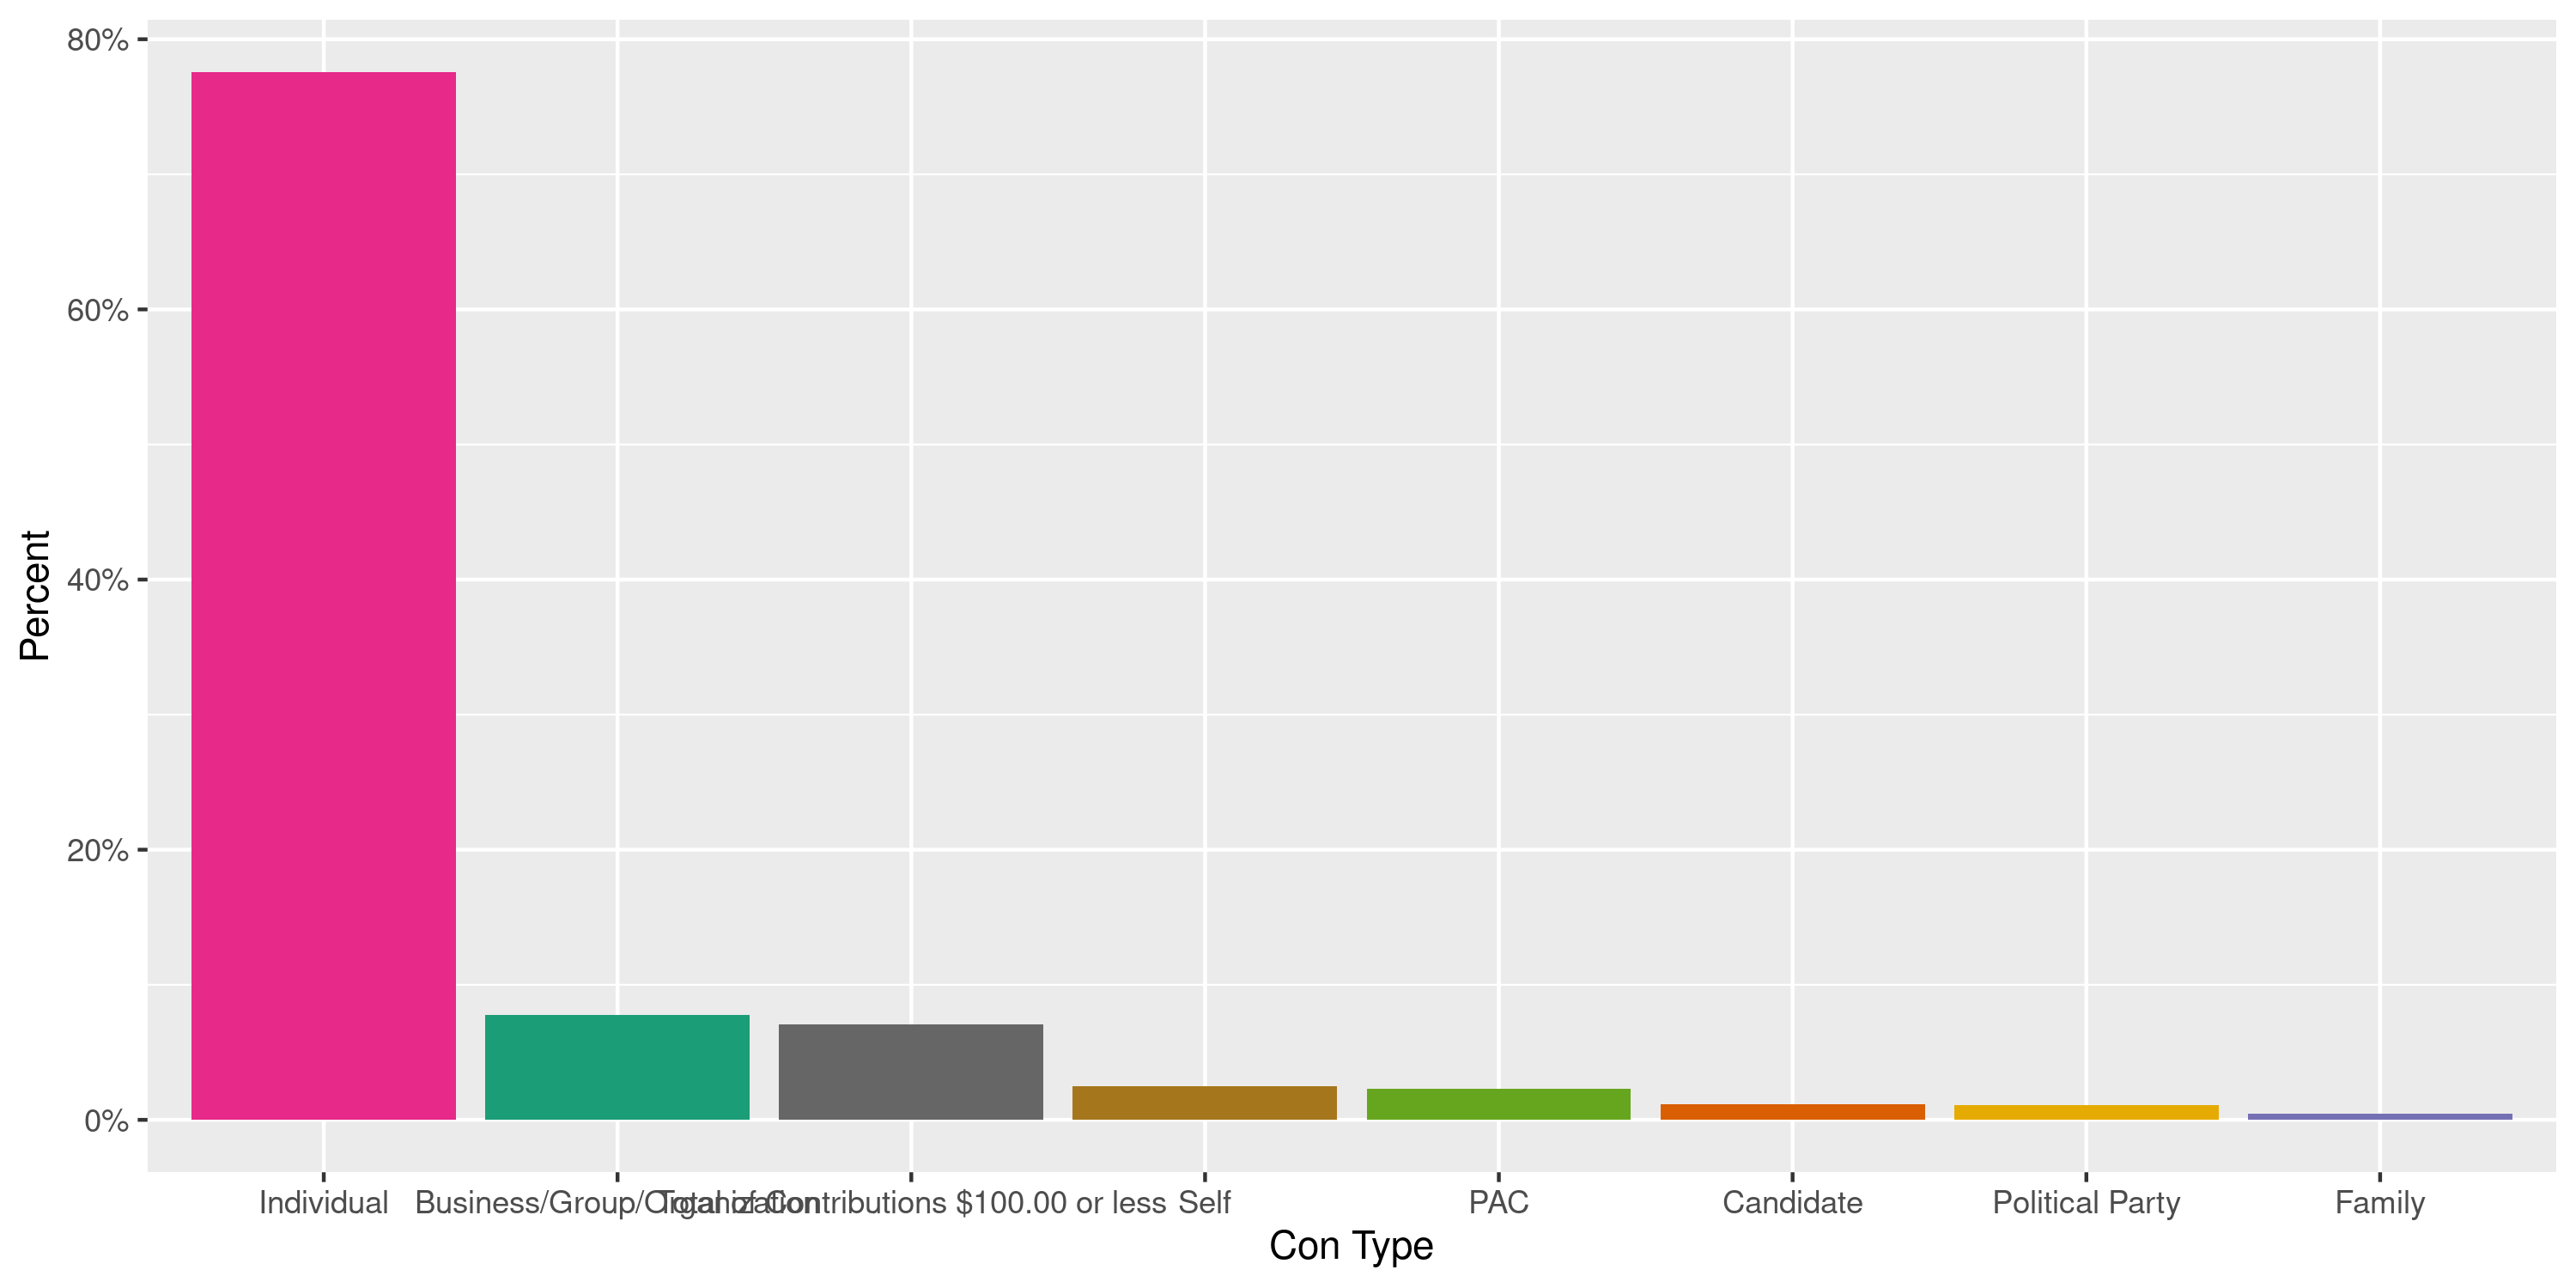 80%
60%
40%
20%
0%
Percent
Individual
Business/Group/Organization
Total of Contributions $100.00 or less
Self
PAC
Candidate
Political Party
Family
Con Type